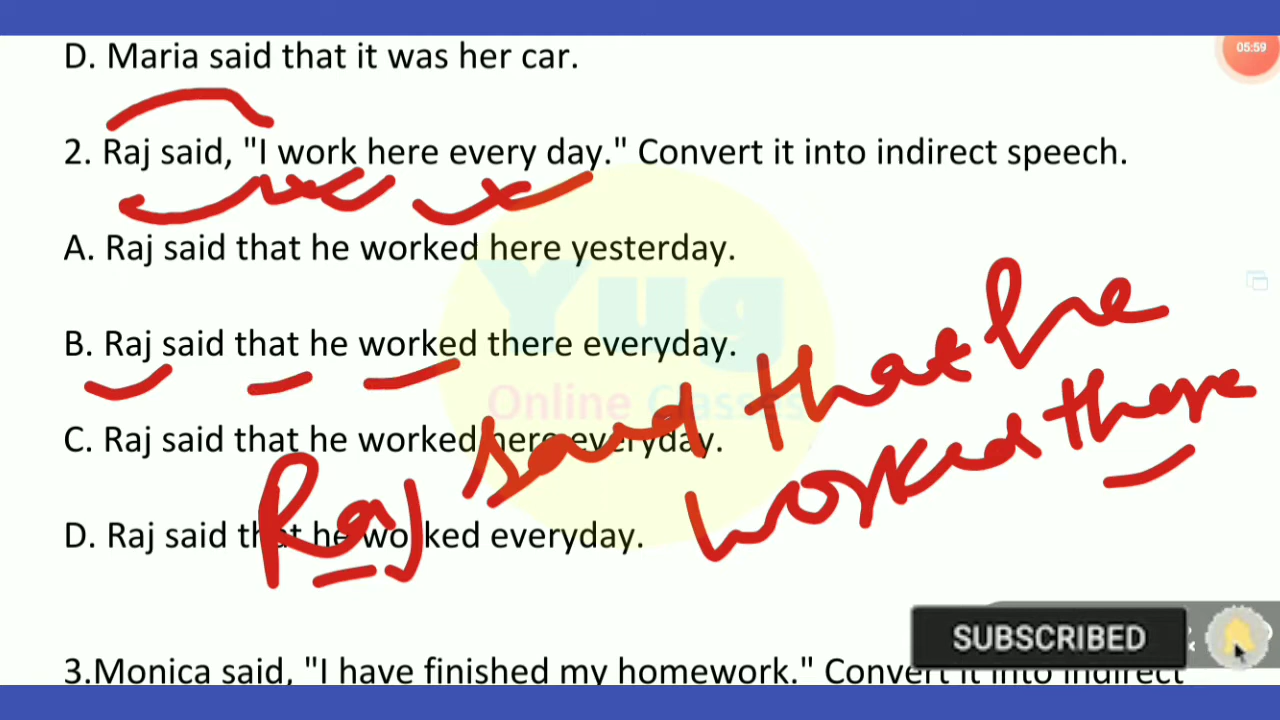 05:59
D. Maria said that it was her car.
2. Raj said, "I work here every day." Convert it into indirect speech.
A. Raj said that he worked here yesterday.
B. Raj said that he worked there everyday.
Yug
Online Classes
C. Raj said that he worked here everyday.
D. Raj said that he worked everyday.
Raj said that he
worked there
SUBSCRIBED
3.Monica said, "I have finished my homework." Convert it into indirect